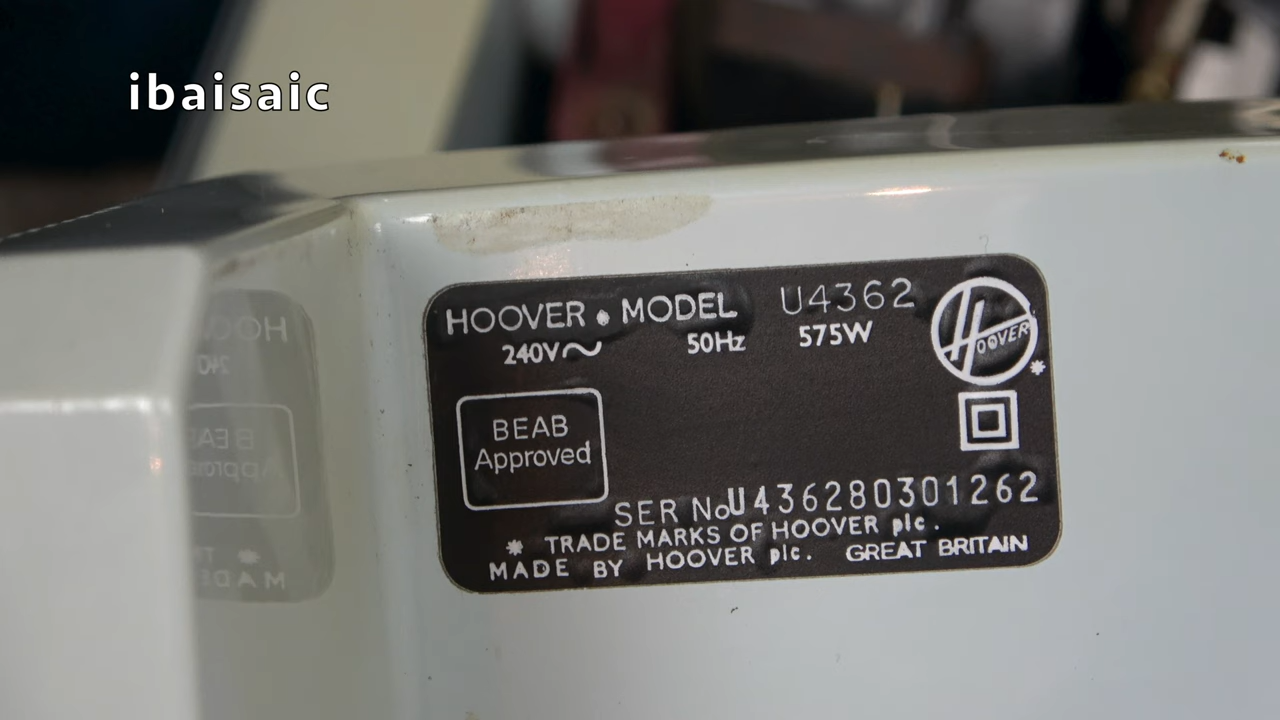 ibaisaic
HOOVER • MODEL U4362
240V~ 50Hz 575W
HOOVER *
BEAB
Approved
SER No U436280301262
* TRADE MARKS OF HOOVER plc.
MADE BY HOOVER plc. GREAT BRITAIN